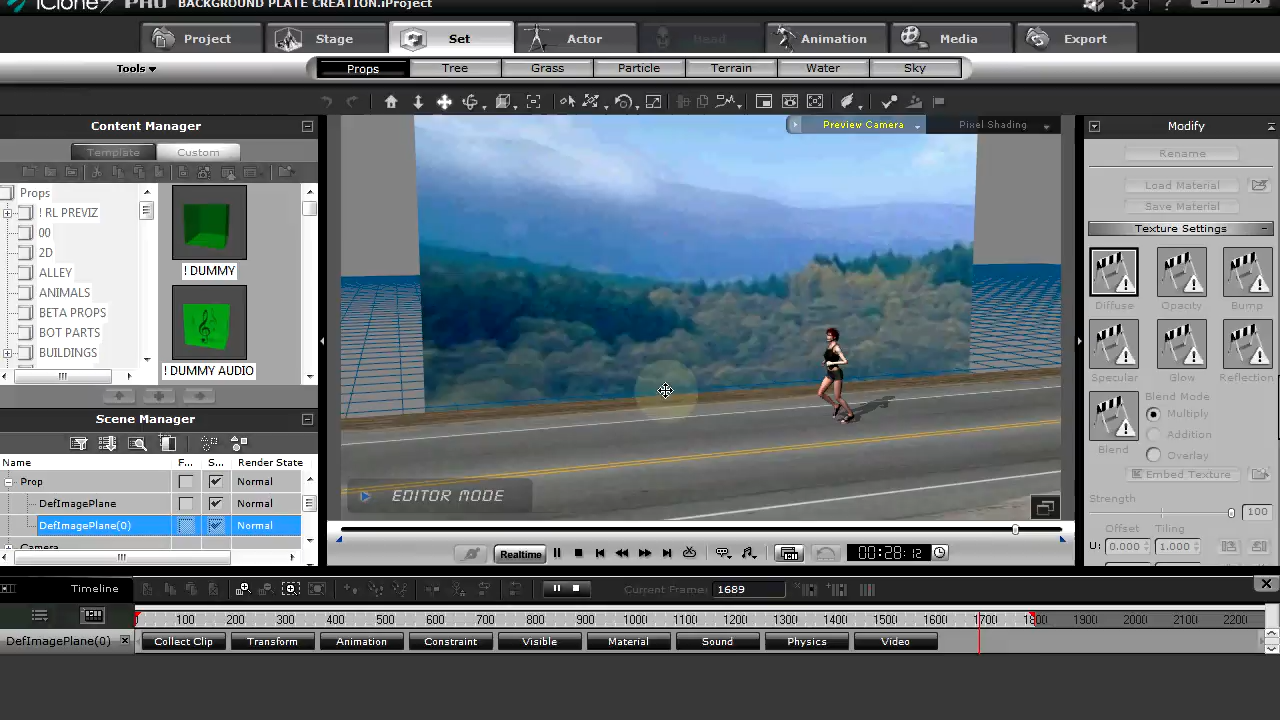 iClone PRO BACKGROUND PLATE CREATION.iProject
Project Stage Set Actor Head Animation Media Export
Tools
Props Tree Grass Particle Terrain Water Sky
Content Manager
Template Custom
Props
! RL PREVIZ
00
2D
ALLEY
ANIMALS
BETA PROPS
BOT PARTS
BUILDINGS
! DUMMY
! DUMMY AUDIO
Scene Manager
Name F... S... Render State
Prop Normal
DefImagePlane Normal
DefImagePlane(0) Normal
Camera
Preview Camera Pixel Shading
EDITOR MODE
Realtime 00:28:12
Modify
Rename
Load Material
Save Material
Texture Settings
Diffuse Opacity Bump
Specular Glow Reflection
Blend
Blend Mode
Multiply
Addition
Overlay
Embed Texture
Strength
100
Offset Tiling
U: 0.000 1.000
Timeline Current Frame: 1689
100 200 300 400 500 600 700 800 900 1000 1100 1200 1300 1400 1500 1600 1700 1800 1900 2000 2100 2200
DefImagePlane(0) Collect Clip Transform Animation Constraint Visible Material Sound Physics Video